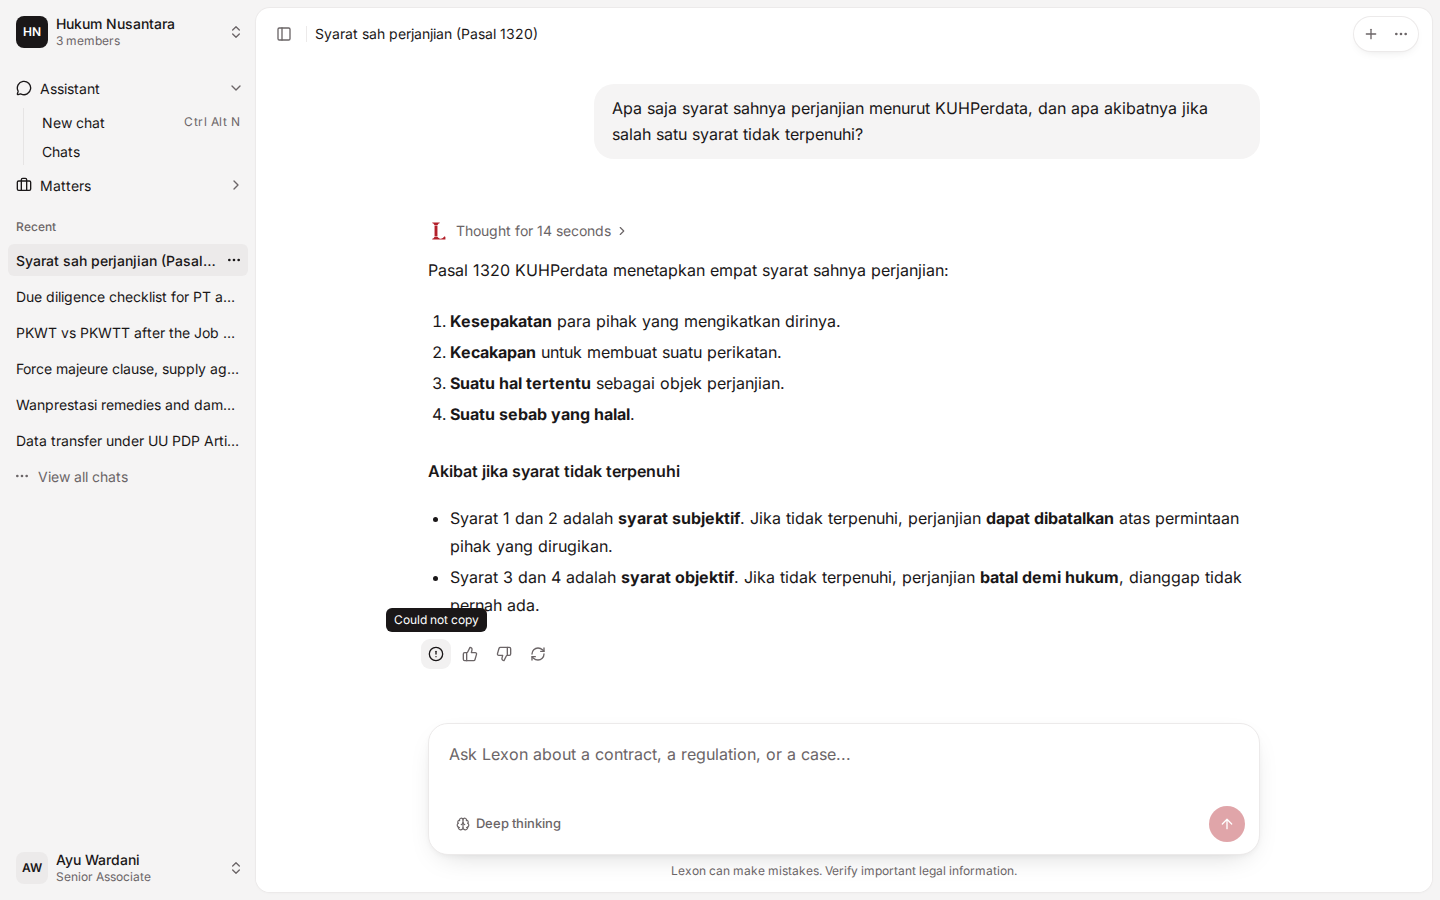 HN
Hukum Nusantara
3 members
Assistant
New chat
Ctrl Alt N
Chats
Matters
Recent
Syarat sah perjanjian (Pasal...
Due diligence checklist for PT a...
PKWT vs PKWTT after the Job ...
Force majeure clause, supply ag...
Wanprestasi remedies and dam...
Data transfer under UU PDP Arti...
View all chats
AW
Ayu Wardani
Senior Associate
Syarat sah perjanjian (Pasal 1320)
Apa saja syarat sahnya perjanjian menurut KUHPerdata, dan apa akibatnya jika
salah satu syarat tidak terpenuhi?
L Thought for 14 seconds
Pasal 1320 KUHPerdata menetapkan empat syarat sahnya perjanjian:
1. Kesepakatan para pihak yang mengikatkan dirinya.
2. Kecakapan untuk membuat suatu perikatan.
3. Suatu hal tertentu sebagai objek perjanjian.
4. Suatu sebab yang halal.
Akibat jika syarat tidak terpenuhi
• Syarat 1 dan 2 adalah syarat subjektif. Jika tidak terpenuhi, perjanjian dapat dibatalkan atas permintaan
pihak yang dirugikan.
• Syarat 3 dan 4 adalah syarat objektif. Jika tidak terpenuhi, perjanjian batal demi hukum, dianggap tidak
pernah ada.
Could not copy
Ask Lexon about a contract, a regulation, or a case...
Deep thinking
Lexon can make mistakes. Verify important legal information.